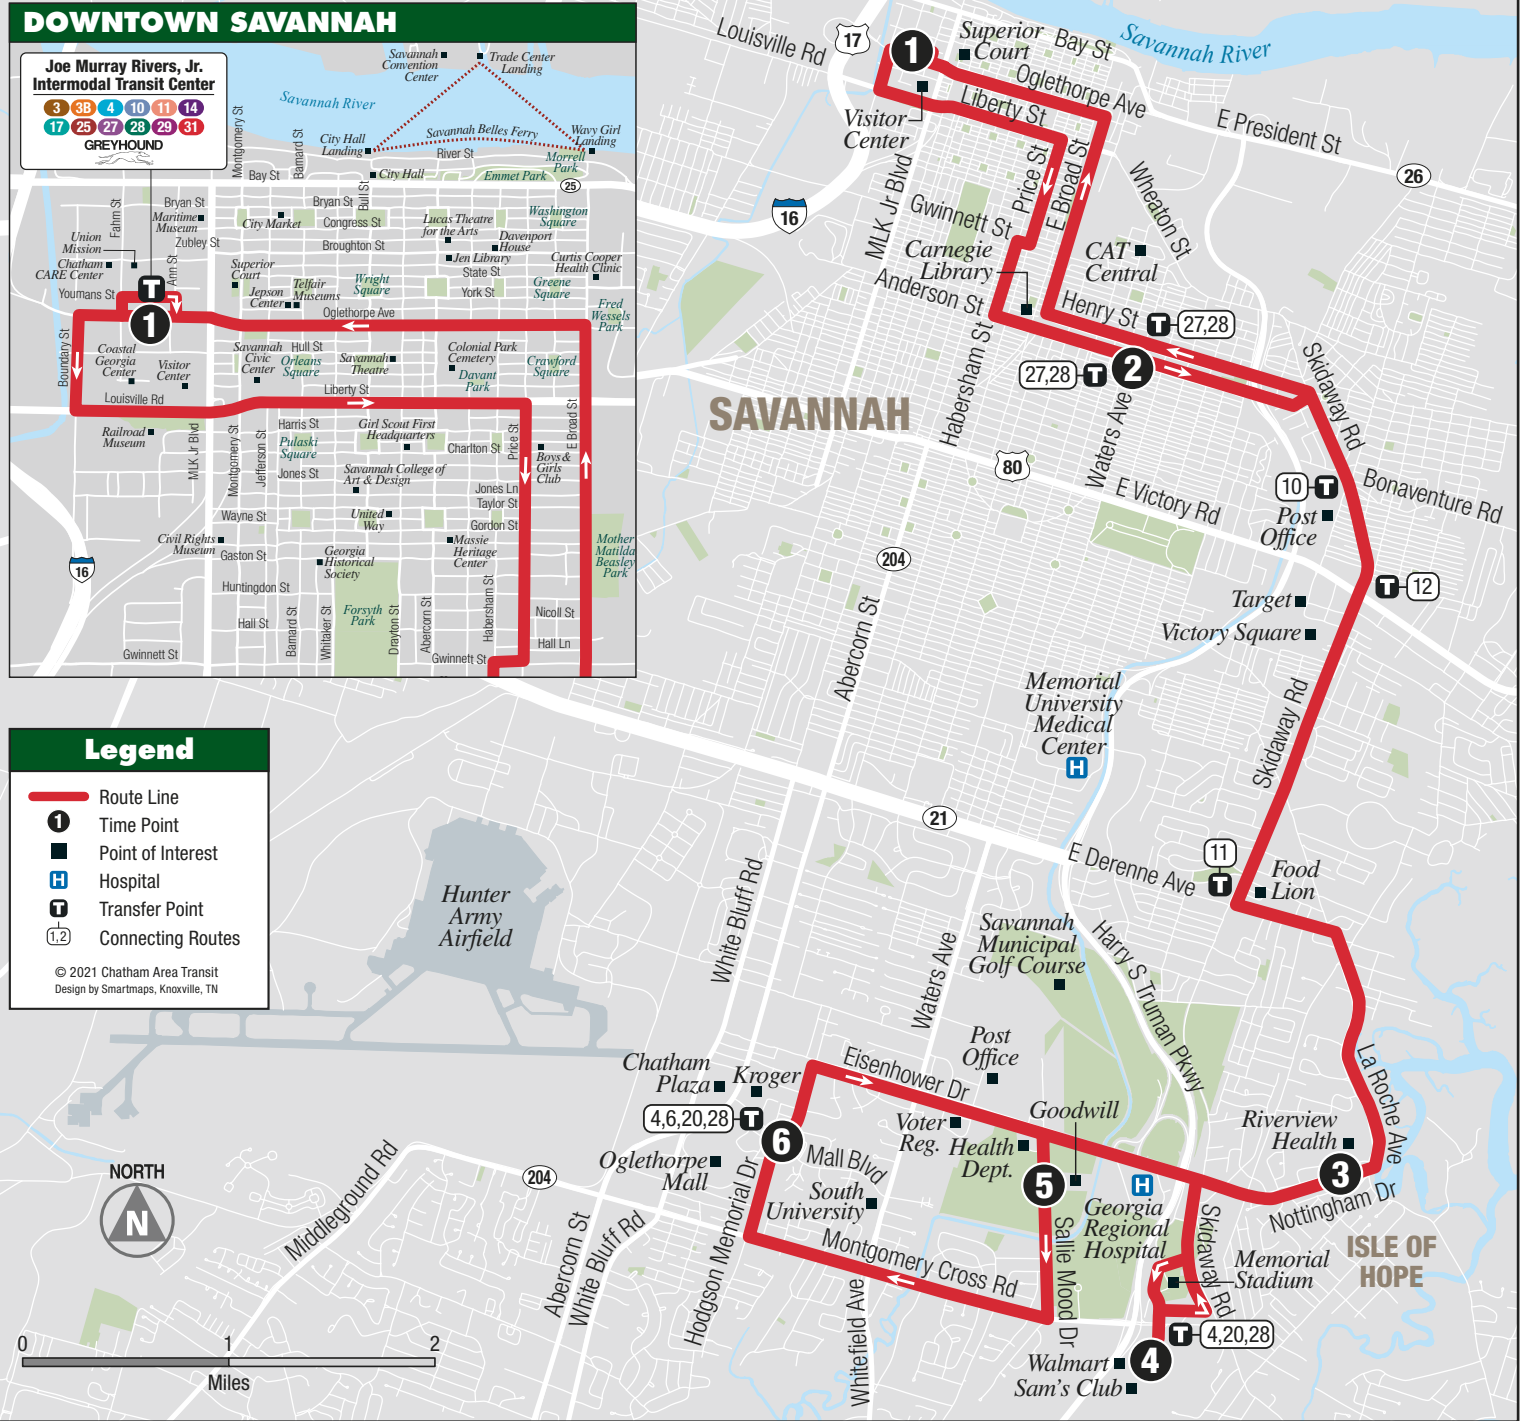 DOWNTOWN SAVANNAH
Joe Murray Rivers, Jr.
Intermodal Transit Center
3 3B 4 10 11 14
17 25 27 28 29 31
GREYHOUND
Savannah
Convention
Center
Trade Center
Landing
Savannah River
City Hall
Landing
Savannah Belles Ferry
Wavy Girl
Landing
River St
Morrell
Park
Montgomery St
Barnard St
Bay St
Bull St
City Hall
Emmet Park
25
Fahm St
Bryan St
Maritime
Museum
Zubley St
Bryan St
City Market
Congress St
Broughton St
Lucas Theatre
for the Arts
Washington
Square
Davenport
House
Jen Library
State St
York St
Curtis Cooper
Health Clinic
Union
Mission
Chatham
CARE Center
Youmans St
Ann St
T
1
Superior
Court
Jepson
Center
Telfair
Museums
Wright
Square
Greene
Square
Fred
Wessels
Park
Oglethorpe Ave
Boundary St
Coastal
Georgia
Center
Visitor
Center
Savannah
Civic
Center
Hull St
Orleans
Square
Savannah
Theatre
Colonial Park
Cemetery
Davant
Park
Crawford
Square
Louisville Rd
Liberty St
Railroad
Museum
MLK Jr Blvd
Montgomery St
Jefferson St
Harris St
Pulaski
Square
Jones St
Girl Scout First
Headquarters
Charlton St
Price St
E Broad St
Boys &
Girls
Club
Savannah College of
Art & Design
Jones Ln
Taylor St
Wayne St
United
Way
Gordon St
Civil Rights
Museum
Gaston St
Georgia
Historical
Society
Massie
Heritage
Center
Mother
Matilda
Beasley
Park
16
Huntingdon St
Hall St
Barnard St
Whitaker St
Forsyth
Park
Drayton St
Abercorn St
Habersham St
Nicoll St
Hall Ln
Gwinnett St
Gwinnett St
Legend
Route Line
1 Time Point
Point of Interest
H Hospital
T Transfer Point
1,2 Connecting Routes
© 2021 Chatham Area Transit
Design by Smartmaps, Knoxville, TN
Louisville Rd
17
1
Superior
Court
Bay St
Savannah River
Oglethorpe Ave
Liberty St
Visitor
Center
E President St
26
16
MLK Jr Blvd
Price St
E Broad St
Wheaton St
Gwinnett St
Carnegie
Library
CAT
Central
Anderson St
Henry St
T 27,28
27,28 T
2
Habersham St
SAVANNAH
Waters Ave
Skidaway Rd
80
E Victory Rd
10 T
Bonaventure Rd
Post
Office
204
T 12
Target
Victory Square
Abercorn St
Memorial
University
Medical
Center
H
Skidaway Rd
21
E Derenne Ave
11
T
Food
Lion
Hunter
Army
Airfield
White Bluff Rd
Savannah
Municipal
Golf Course
Harry S Truman Pkwy
Waters Ave
Post
Office
La Roche Ave
Chatham
Plaza
Kroger
Eisenhower Dr
Goodwill
4,6,20,28 T
6
Voter
Reg.
Health
Dept.
Riverview
Health
3
Nottingham Dr
Oglethorpe
Mall
Mall Blvd
South
University
5
H
Georgia
Regional
Hospital
Skidaway Rd
ISLE OF
HOPE
NORTH
N
Middleground Rd
204
Abercorn St
White Bluff Rd
Hodgson Memorial Dr
Montgomery Cross Rd
Sallie Mood Dr
Memorial
Stadium
Whitefield Ave
T 4,20,28
4
Walmart
Sam's Club
0 1 2
Miles